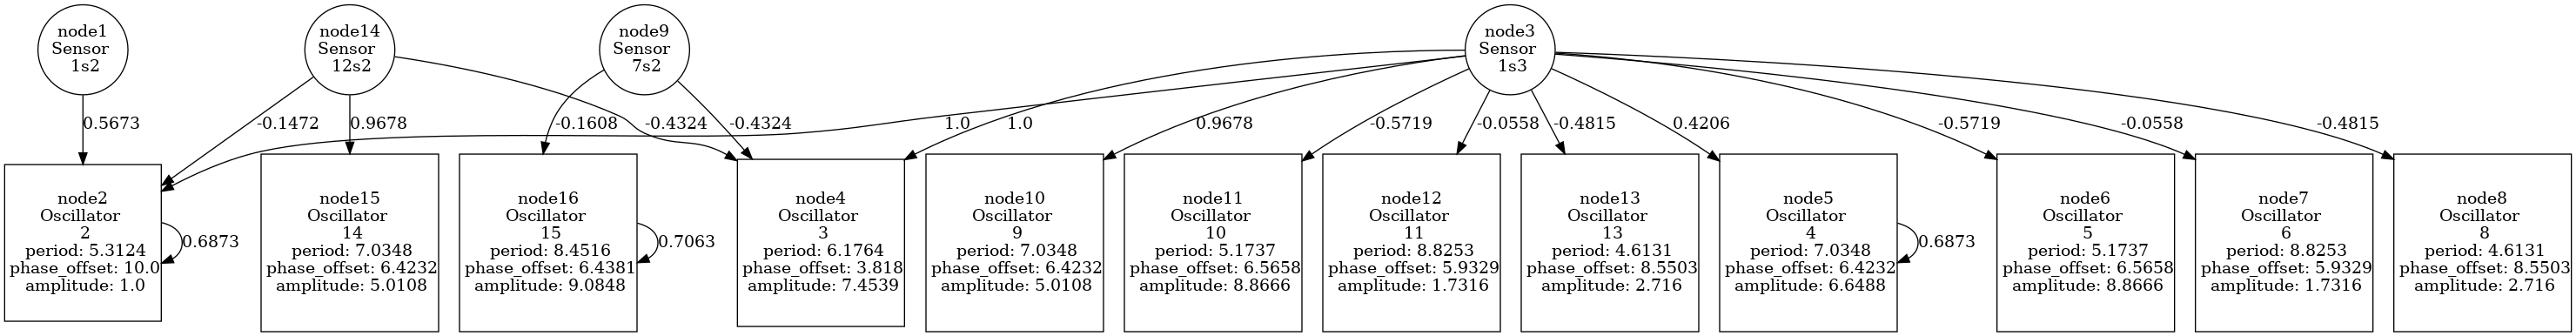 node1
Sensor
1s2
node14
Sensor
12s2
node9
Sensor
7s2
node3
Sensor
1s3
0.5673
-0.1472
0.9678
-0.4324
-0.1608
-0.4324
1.0
1.0
0.9678
-0.5719
-0.0558
-0.4815
0.4206
-0.5719
-0.0558
-0.4815
node2
Oscillator
2
period: 5.3124
phase_offset: 10.0
amplitude: 1.0
0.6873
node15
Oscillator
14
period: 7.0348
phase_offset: 6.4232
amplitude: 5.0108
node16
Oscillator
15
period: 8.4516
phase_offset: 6.4381
amplitude: 9.0848
0.7063
node4
Oscillator
3
period: 6.1764
phase_offset: 3.818
amplitude: 7.4539
node10
Oscillator
9
period: 7.0348
phase_offset: 6.4232
amplitude: 5.0108
node11
Oscillator
10
period: 5.1737
phase_offset: 6.5658
amplitude: 8.8666
node12
Oscillator
11
period: 8.8253
phase_offset: 5.9329
amplitude: 1.7316
node13
Oscillator
13
period: 4.6131
phase_offset: 8.5503
amplitude: 2.716
node5
Oscillator
4
period: 7.0348
phase_offset: 6.4232
amplitude: 6.6488
0.6873
node6
Oscillator
5
period: 5.1737
phase_offset: 6.5658
amplitude: 8.8666
node7
Oscillator
6
period: 8.8253
phase_offset: 5.9329
amplitude: 1.7316
node8
Oscillator
8
period: 4.6131
phase_offset: 8.5503
amplitude: 2.716